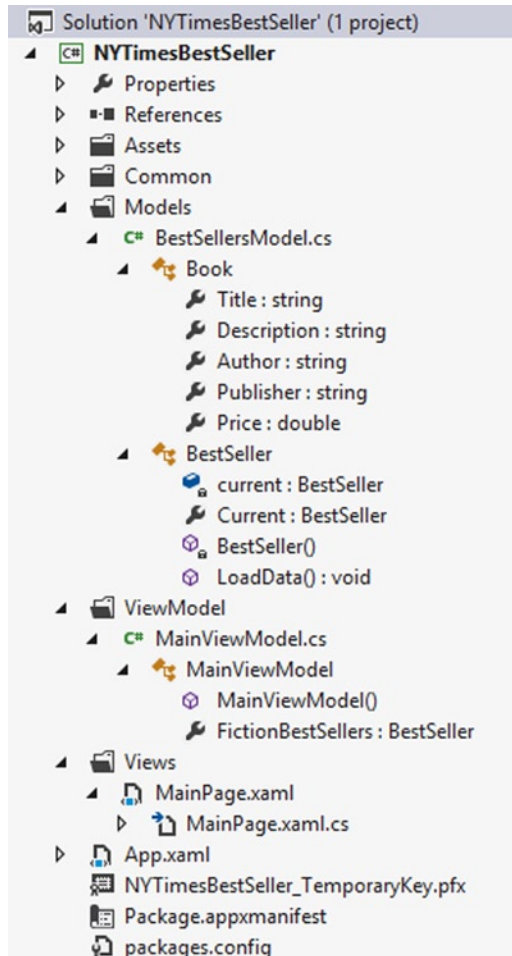 Solution 'NYTimesBestSeller' (1 project)
C# NYTimesBestSeller
Properties
References
Assets
Common
Models
C# BestSellersModel.cs
Book
Title : string
Description : string
Author : string
Publisher : string
Price : double
BestSeller
current : BestSeller
Current : BestSeller
BestSeller()
LoadData() : void
ViewModel
C# MainViewModel.cs
MainViewModel
MainViewModel()
FictionBestSellers : BestSeller
Views
MainPage.xaml
MainPage.xaml.cs
App.xaml
NYTimesBestSeller_TemporaryKey.pfx
Package.appxmanifest
packages.config